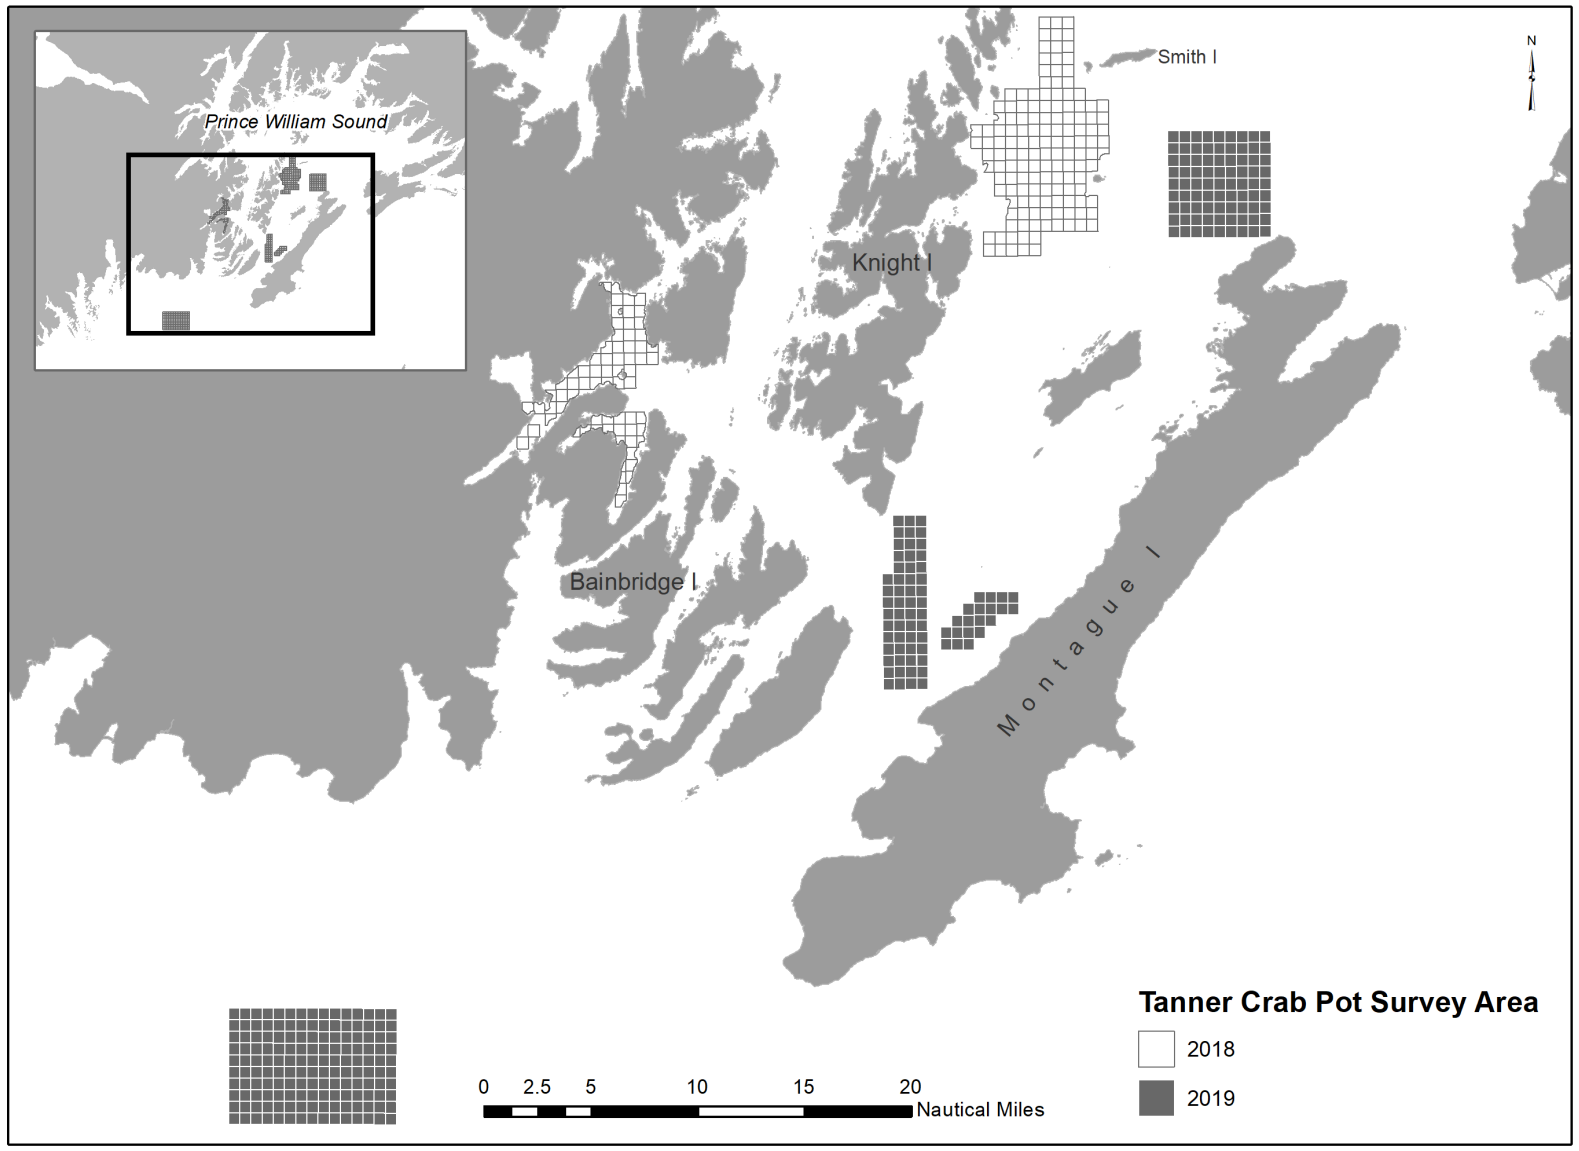 N
Smith I
Prince William Sound
Knight I
Bainbridge I
Montague I
Tanner Crab Pot Survey Area
2018
2019
0 2.5 5 10 15 20
Nautical Miles